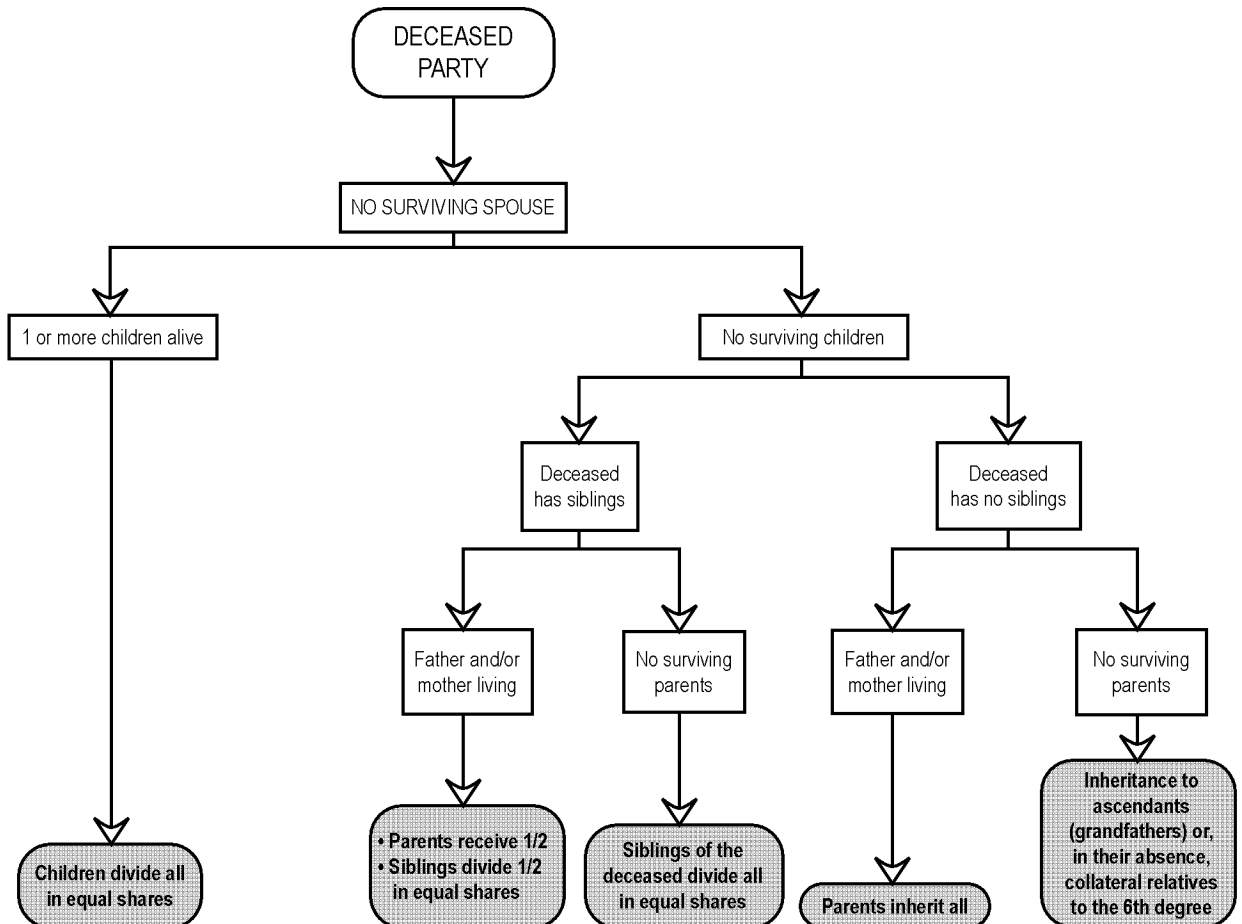 DECEASED
PARTY
NO SURVIVING SPOUSE
1 or more children alive
No surviving children
Deceased
has siblings
Deceased
has no siblings
Father and/or
mother living
No surviving
parents
Father and/or
mother living
No surviving
parents
Children divide all
in equal shares
• Parents receive 1/2
• Siblings divide 1/2
in equal shares
Siblings of the
deceased divide all
in equal shares
Parents inherit all
Inheritance to
ascendants
(grandfathers) or,
in their absence,
collateral relatives
to the 6th degree